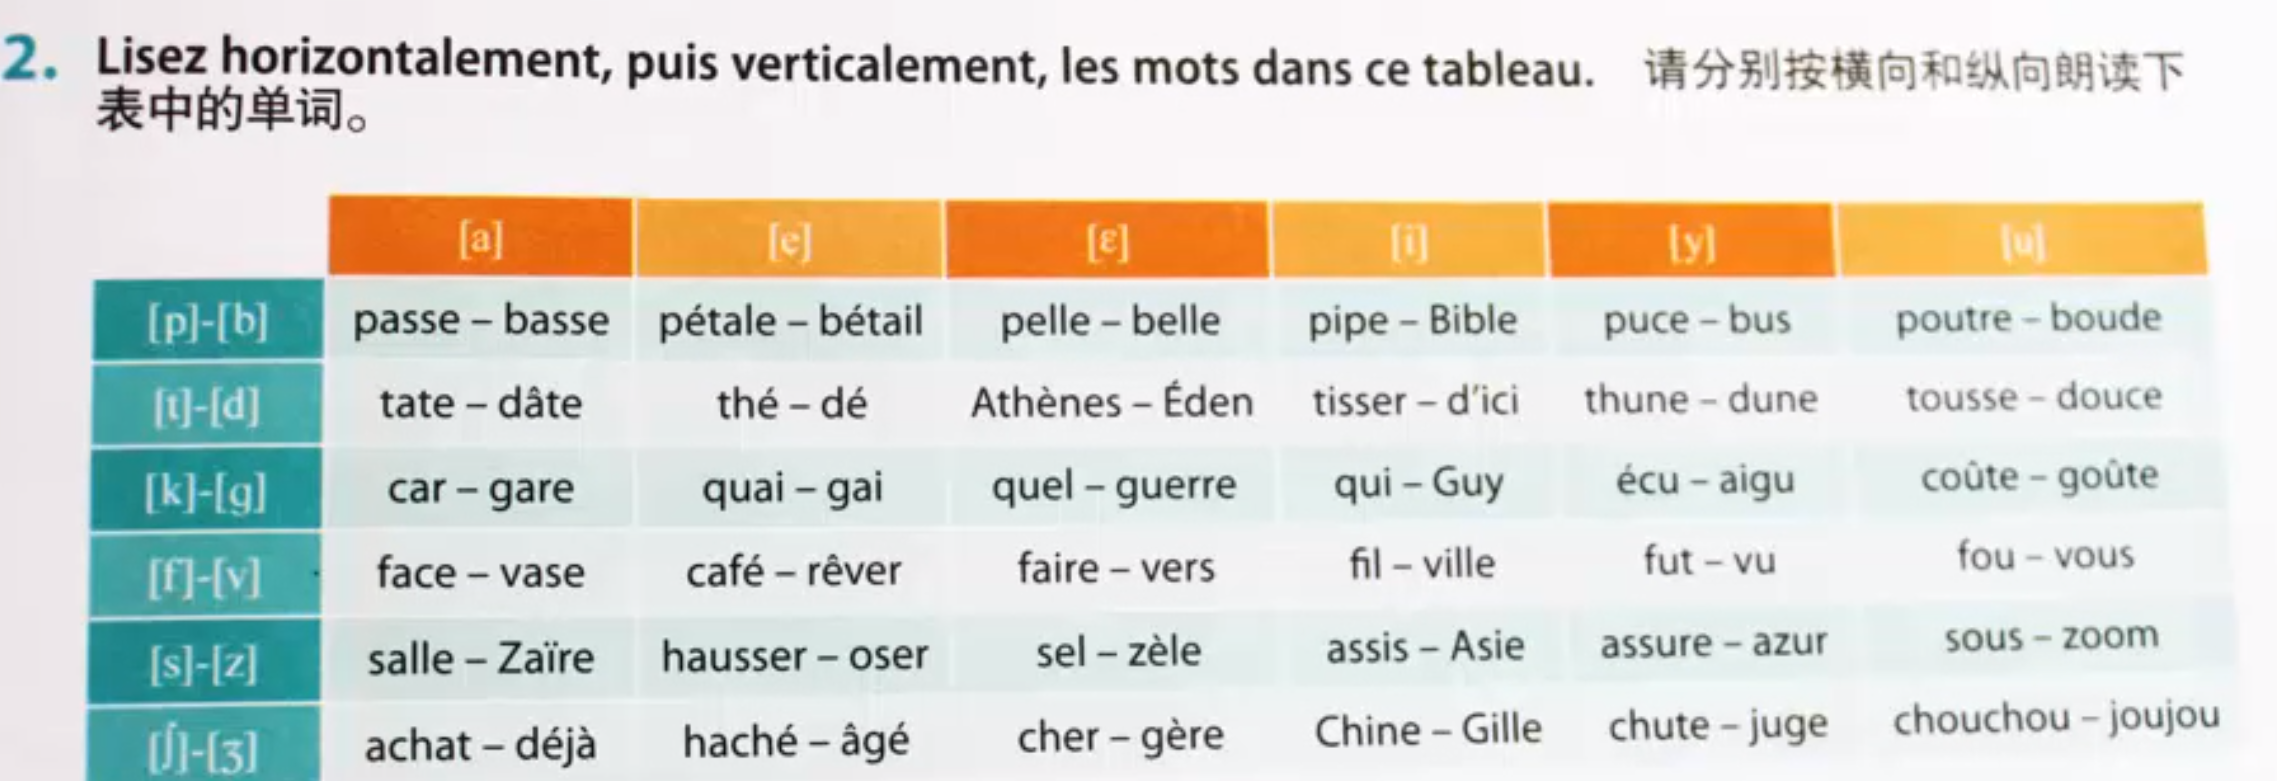 2. Lisez horizontalement, puis verticalement, les mots dans ce tableau. 请分别按横向和纵向朗读下
表中的单词。
[a] [e] [ɛ] [i] [y] [u]
[p]-[b] passe – basse pétale – bétail pelle – belle pipe – Bible puce – bus poutre – boude
[t]-[d] tate – dâte thé – dé Athènes – Éden tisser – d'ici thune – dune tousse – douce
[k]-[g] car – gare quai – gai quel – guerre qui – Guy écu – aigu coûte – goûte
[f]-[v] face – vase café – rêver faire – vers fil – ville fut – vu fou – vous
[s]-[z] salle – Zaïre hausser – oser sel – zèle assis – Asie assure – azur sous – zoom
[ʃ]-[ʒ] achat – déjà haché – âgé cher – gère Chine – Gille chute – juge chouchou – joujou